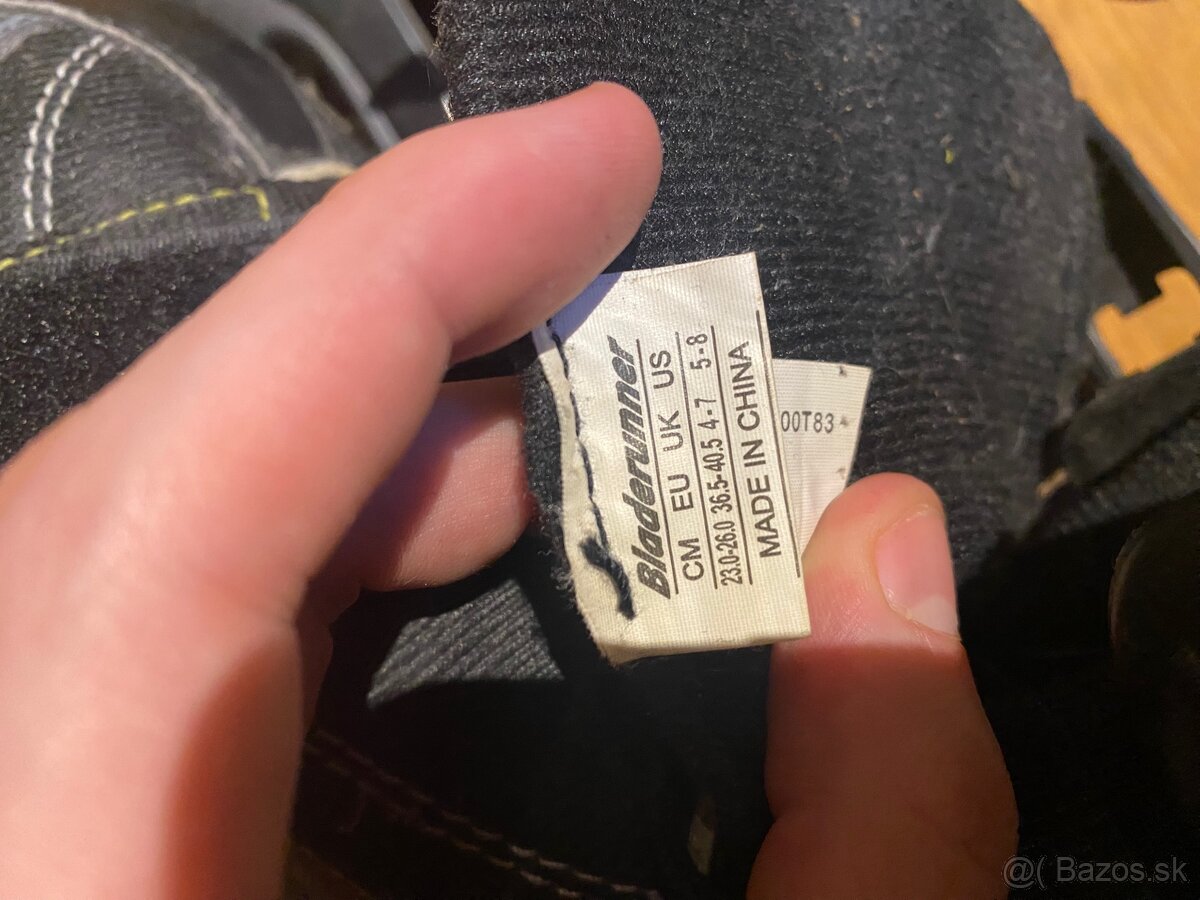 Bladerunner
CM EU UK US
23.0-26.0 36.5-40.5 4-7 5-8
MADE IN CHINA
00T83
@( Bazos.sk